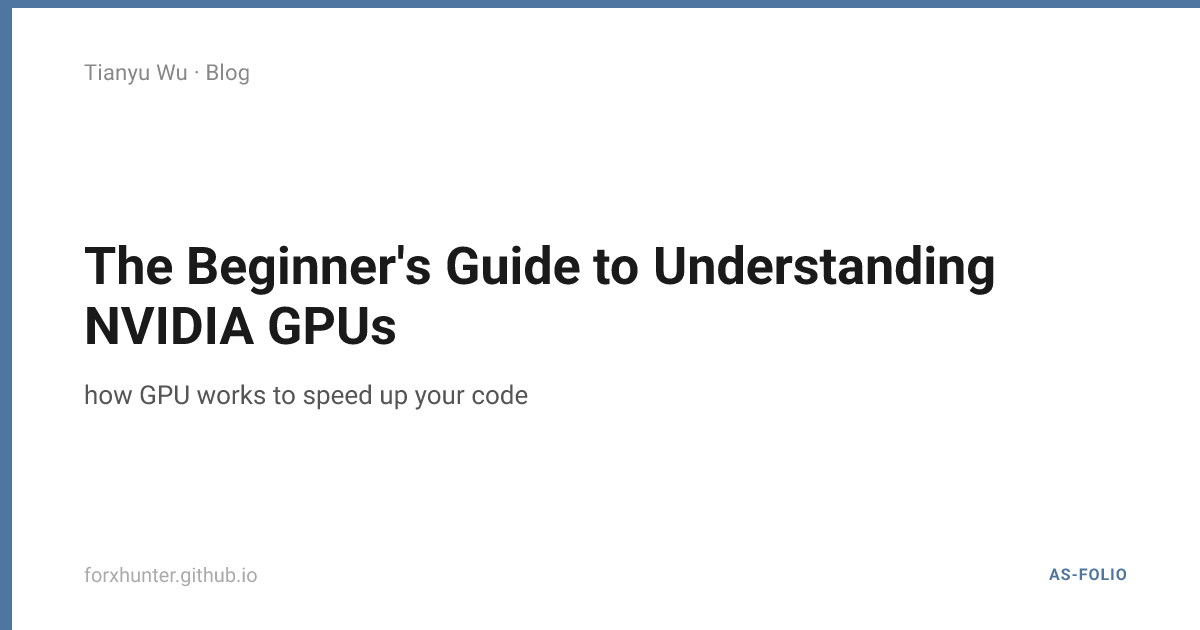 Tianyu Wu · Blog
The Beginner's Guide to Understanding
NVIDIA GPUs
how GPU works to speed up your code
forxhunter.github.io
AS-FOLIO